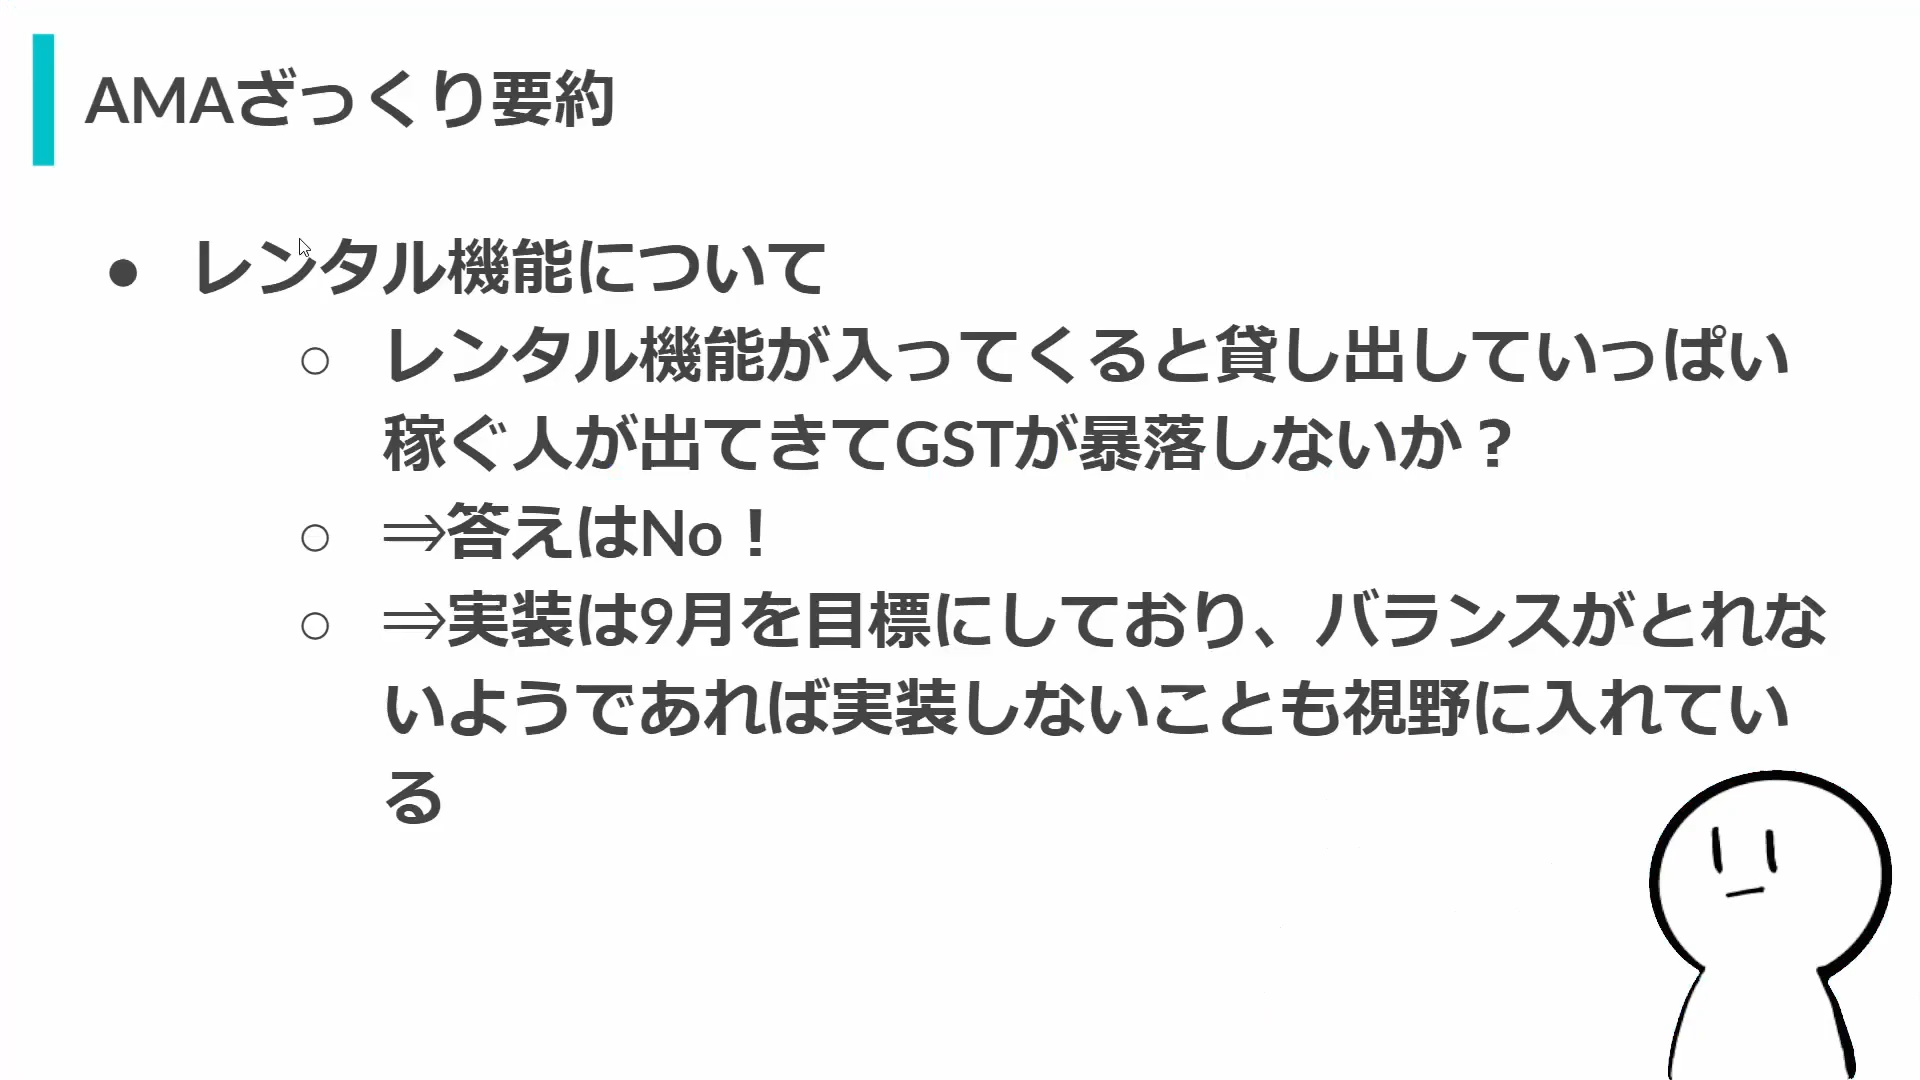 AMAざっくり要約
● レンタル機能について
○ レンタル機能が入ってくると貸し出していっぱい
稼ぐ人が出てきてGSTが暴落しないか？
○ ⇒答えはNo！
○ ⇒実装は9月を目標にしており、バランスがとれな
いようであれば実装しないことも視野に入れてい
る